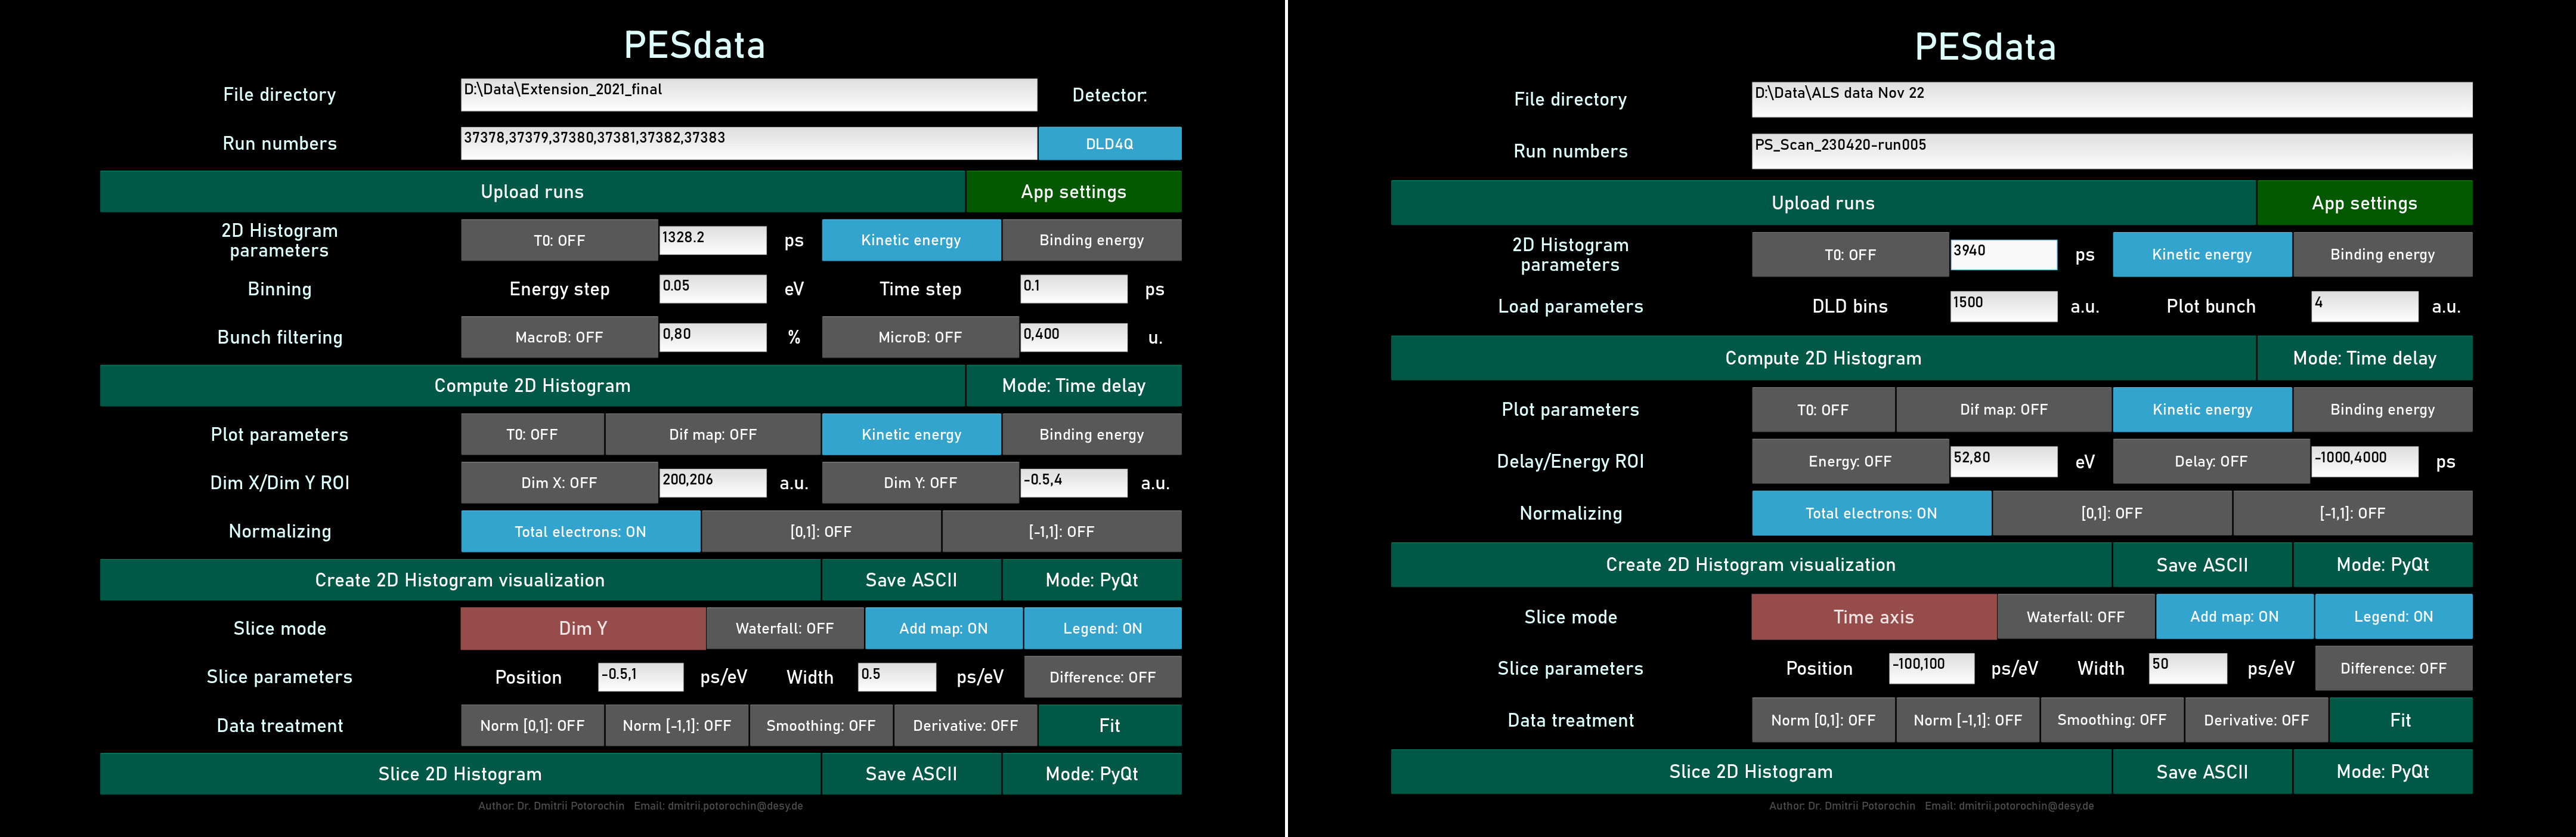 PESdata
File directory D:\Data\Extension_2021_final Detector:
Run numbers 37378,37379,37380,37381,37382,37383 DLD4Q
Upload runs App settings
2D Histogram
parameters T0: OFF 1328.2 ps Kinetic energy Binding energy
Binning Energy step 0.05 eV Time step 0.1 ps
Bunch filtering MacroB: OFF 0,80 % MicroB: OFF 0,400 u.
Compute 2D Histogram Mode: Time delay
Plot parameters T0: OFF Dif map: OFF Kinetic energy Binding energy
Dim X/Dim Y ROI Dim X: OFF 200,206 a.u. Dim Y: OFF -0.5,4 a.u.
Normalizing Total electrons: ON [0,1]: OFF [-1,1]: OFF
Create 2D Histogram visualization Save ASCII Mode: PyQt
Slice mode Dim Y Waterfall: OFF Add map: ON Legend: ON
Slice parameters Position -0.5,1 ps/eV Width 0.5 ps/eV Difference: OFF
Data treatment Norm [0,1]: OFF Norm [-1,1]: OFF Smoothing: OFF Derivative: OFF Fit
Slice 2D Histogram Save ASCII Mode: PyQt
Author: Dr. Dmitrii Potorochin Email: dmitrii.potorochin@desy.de
PESdata
File directory D:\Data\ALS data Nov 22
Run numbers PS_Scan_230420-run005
Upload runs App settings
2D Histogram
parameters T0: OFF 3940 ps Kinetic energy Binding energy
Load parameters DLD bins 1500 a.u. Plot bunch 4 a.u.
Compute 2D Histogram Mode: Time delay
Plot parameters T0: OFF Dif map: OFF Kinetic energy Binding energy
Delay/Energy ROI Energy: OFF 52,80 eV Delay: OFF -1000,4000 ps
Normalizing Total electrons: ON [0,1]: OFF [-1,1]: OFF
Create 2D Histogram visualization Save ASCII Mode: PyQt
Slice mode Time axis Waterfall: OFF Add map: ON Legend: ON
Slice parameters Position -100,100 ps/eV Width 50 ps/eV Difference: OFF
Data treatment Norm [0,1]: OFF Norm [-1,1]: OFF Smoothing: OFF Derivative: OFF Fit
Slice 2D Histogram Save ASCII Mode: PyQt
Author: Dr. Dmitrii Potorochin Email: dmitrii.potorochin@desy.de